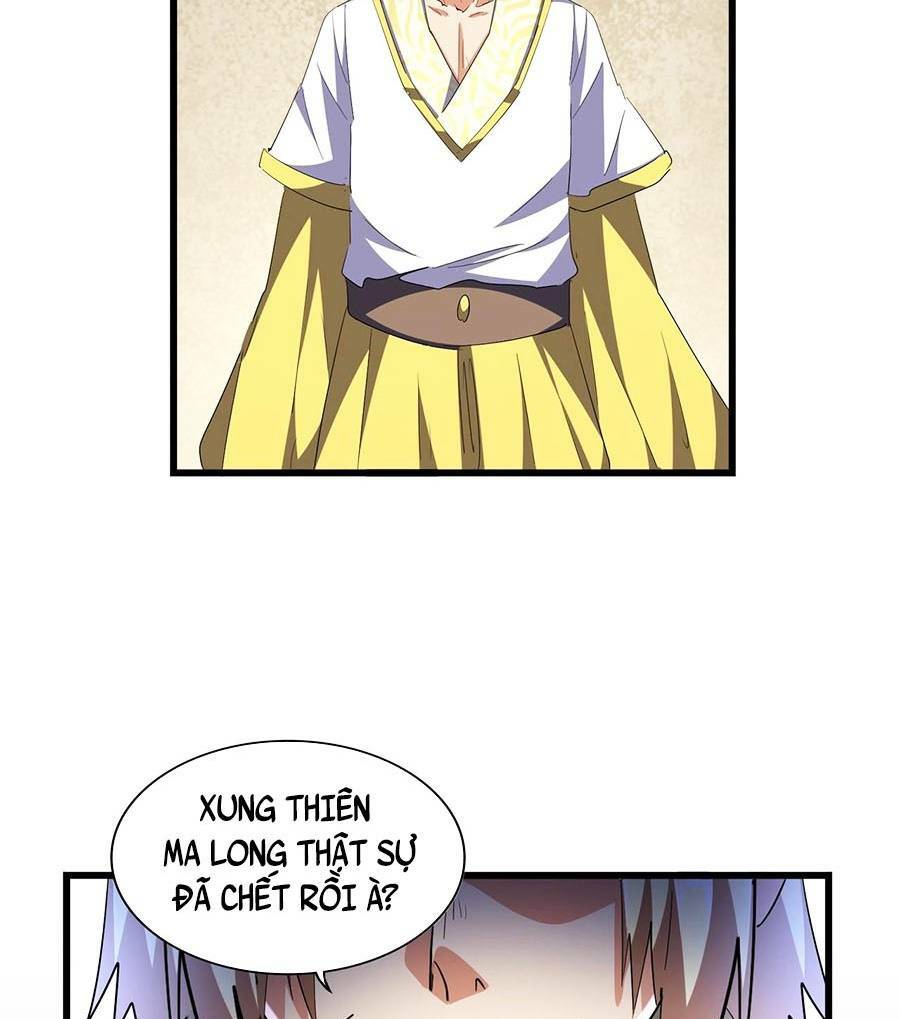 XUNG THIÊN
MA LONG THẬT SỰ
ĐÃ CHẾT RỒI À?